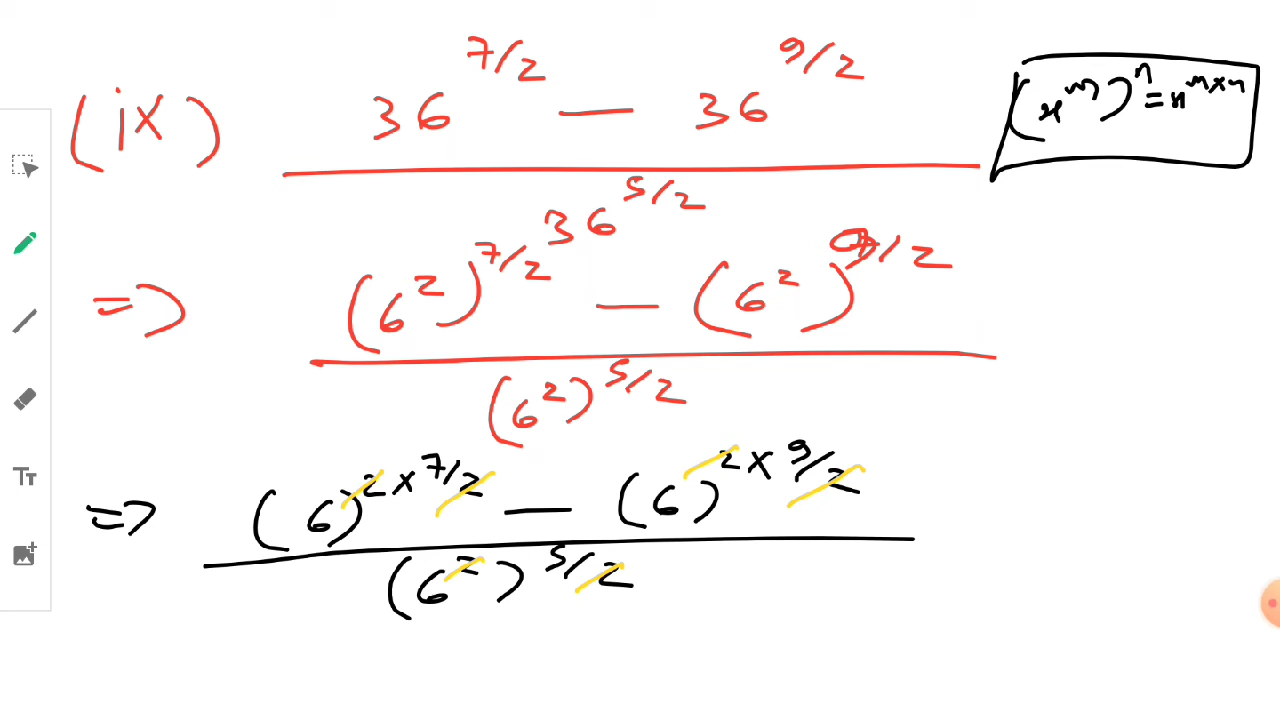 (ix) 36^7/2 — 36^9/2
36^5/2
(x^m)^n = x^m×n
=> (6^2)^7/2 — (6^2)^9/2
(6^2)^5/2
=> (6)^2×7/2 — (6)^2×9/2
(6^2)^5/2
Tт